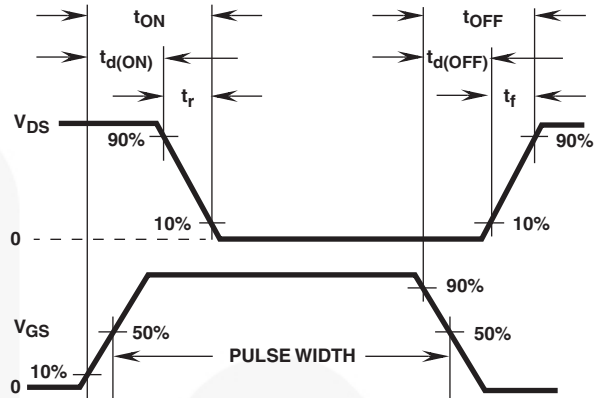 tON tOFF
td(ON) td(OFF)
tr tf
VDS
90% 90%
10% 10%
0
90%
VGS 50% 50%
PULSE WIDTH
10%
0